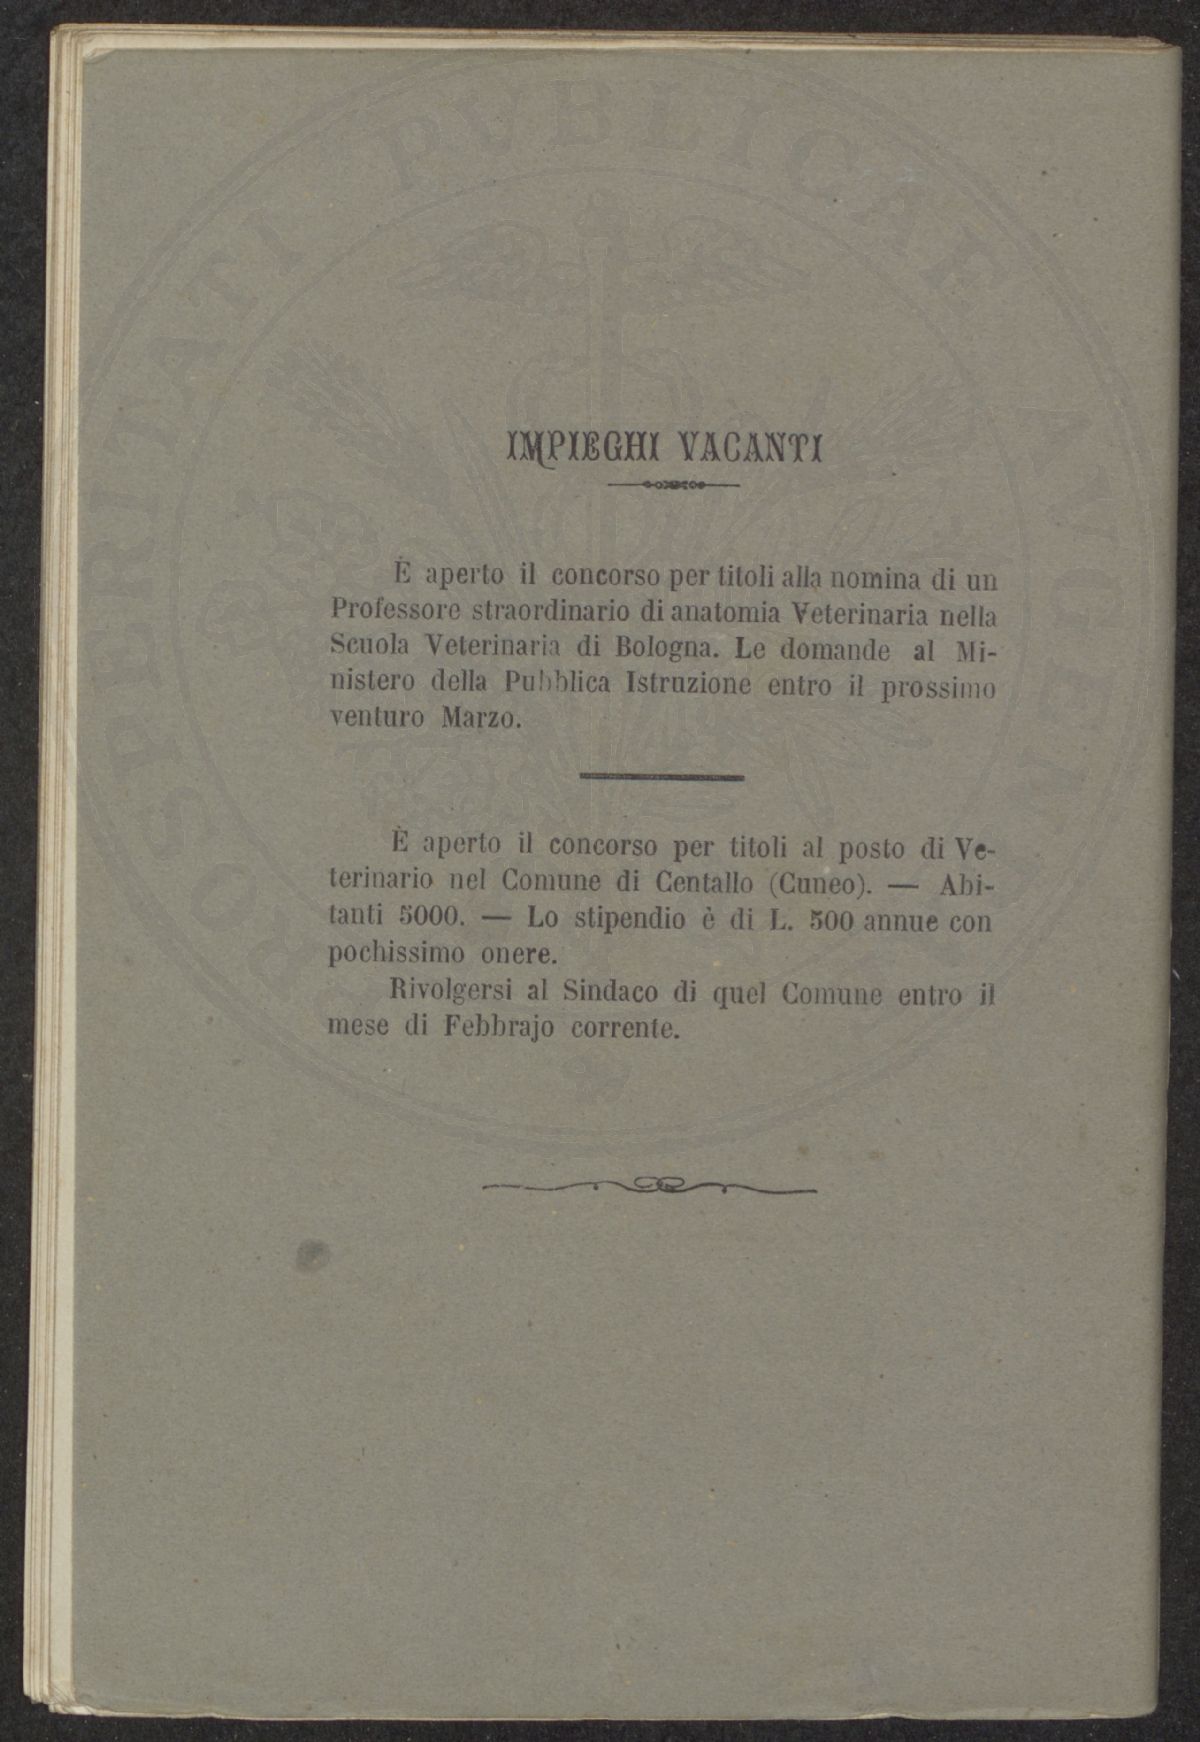 PROSPERITATI PUBLICAE AUGENDAE
IMPIEGHI VACANTI
È aperto il concorso per titoli alla nomina di un
Professore straordinario di anatomia Veterinaria nella
Scuola Veterinaria di Bologna. Le domande al Mi-
nistero della Pubblica Istruzione entro il prossimo
venturo Marzo.
È aperto il concorso per titoli al posto di Ve-
terinario nel Comune di Centallo (Cuneo). — Abi-
tanti 5000. — Lo stipendio è di L. 500 annue con
pochissimo onere.
Rivolgersi al Sindaco di quel Comune entro il
mese di Febbrajo corrente.